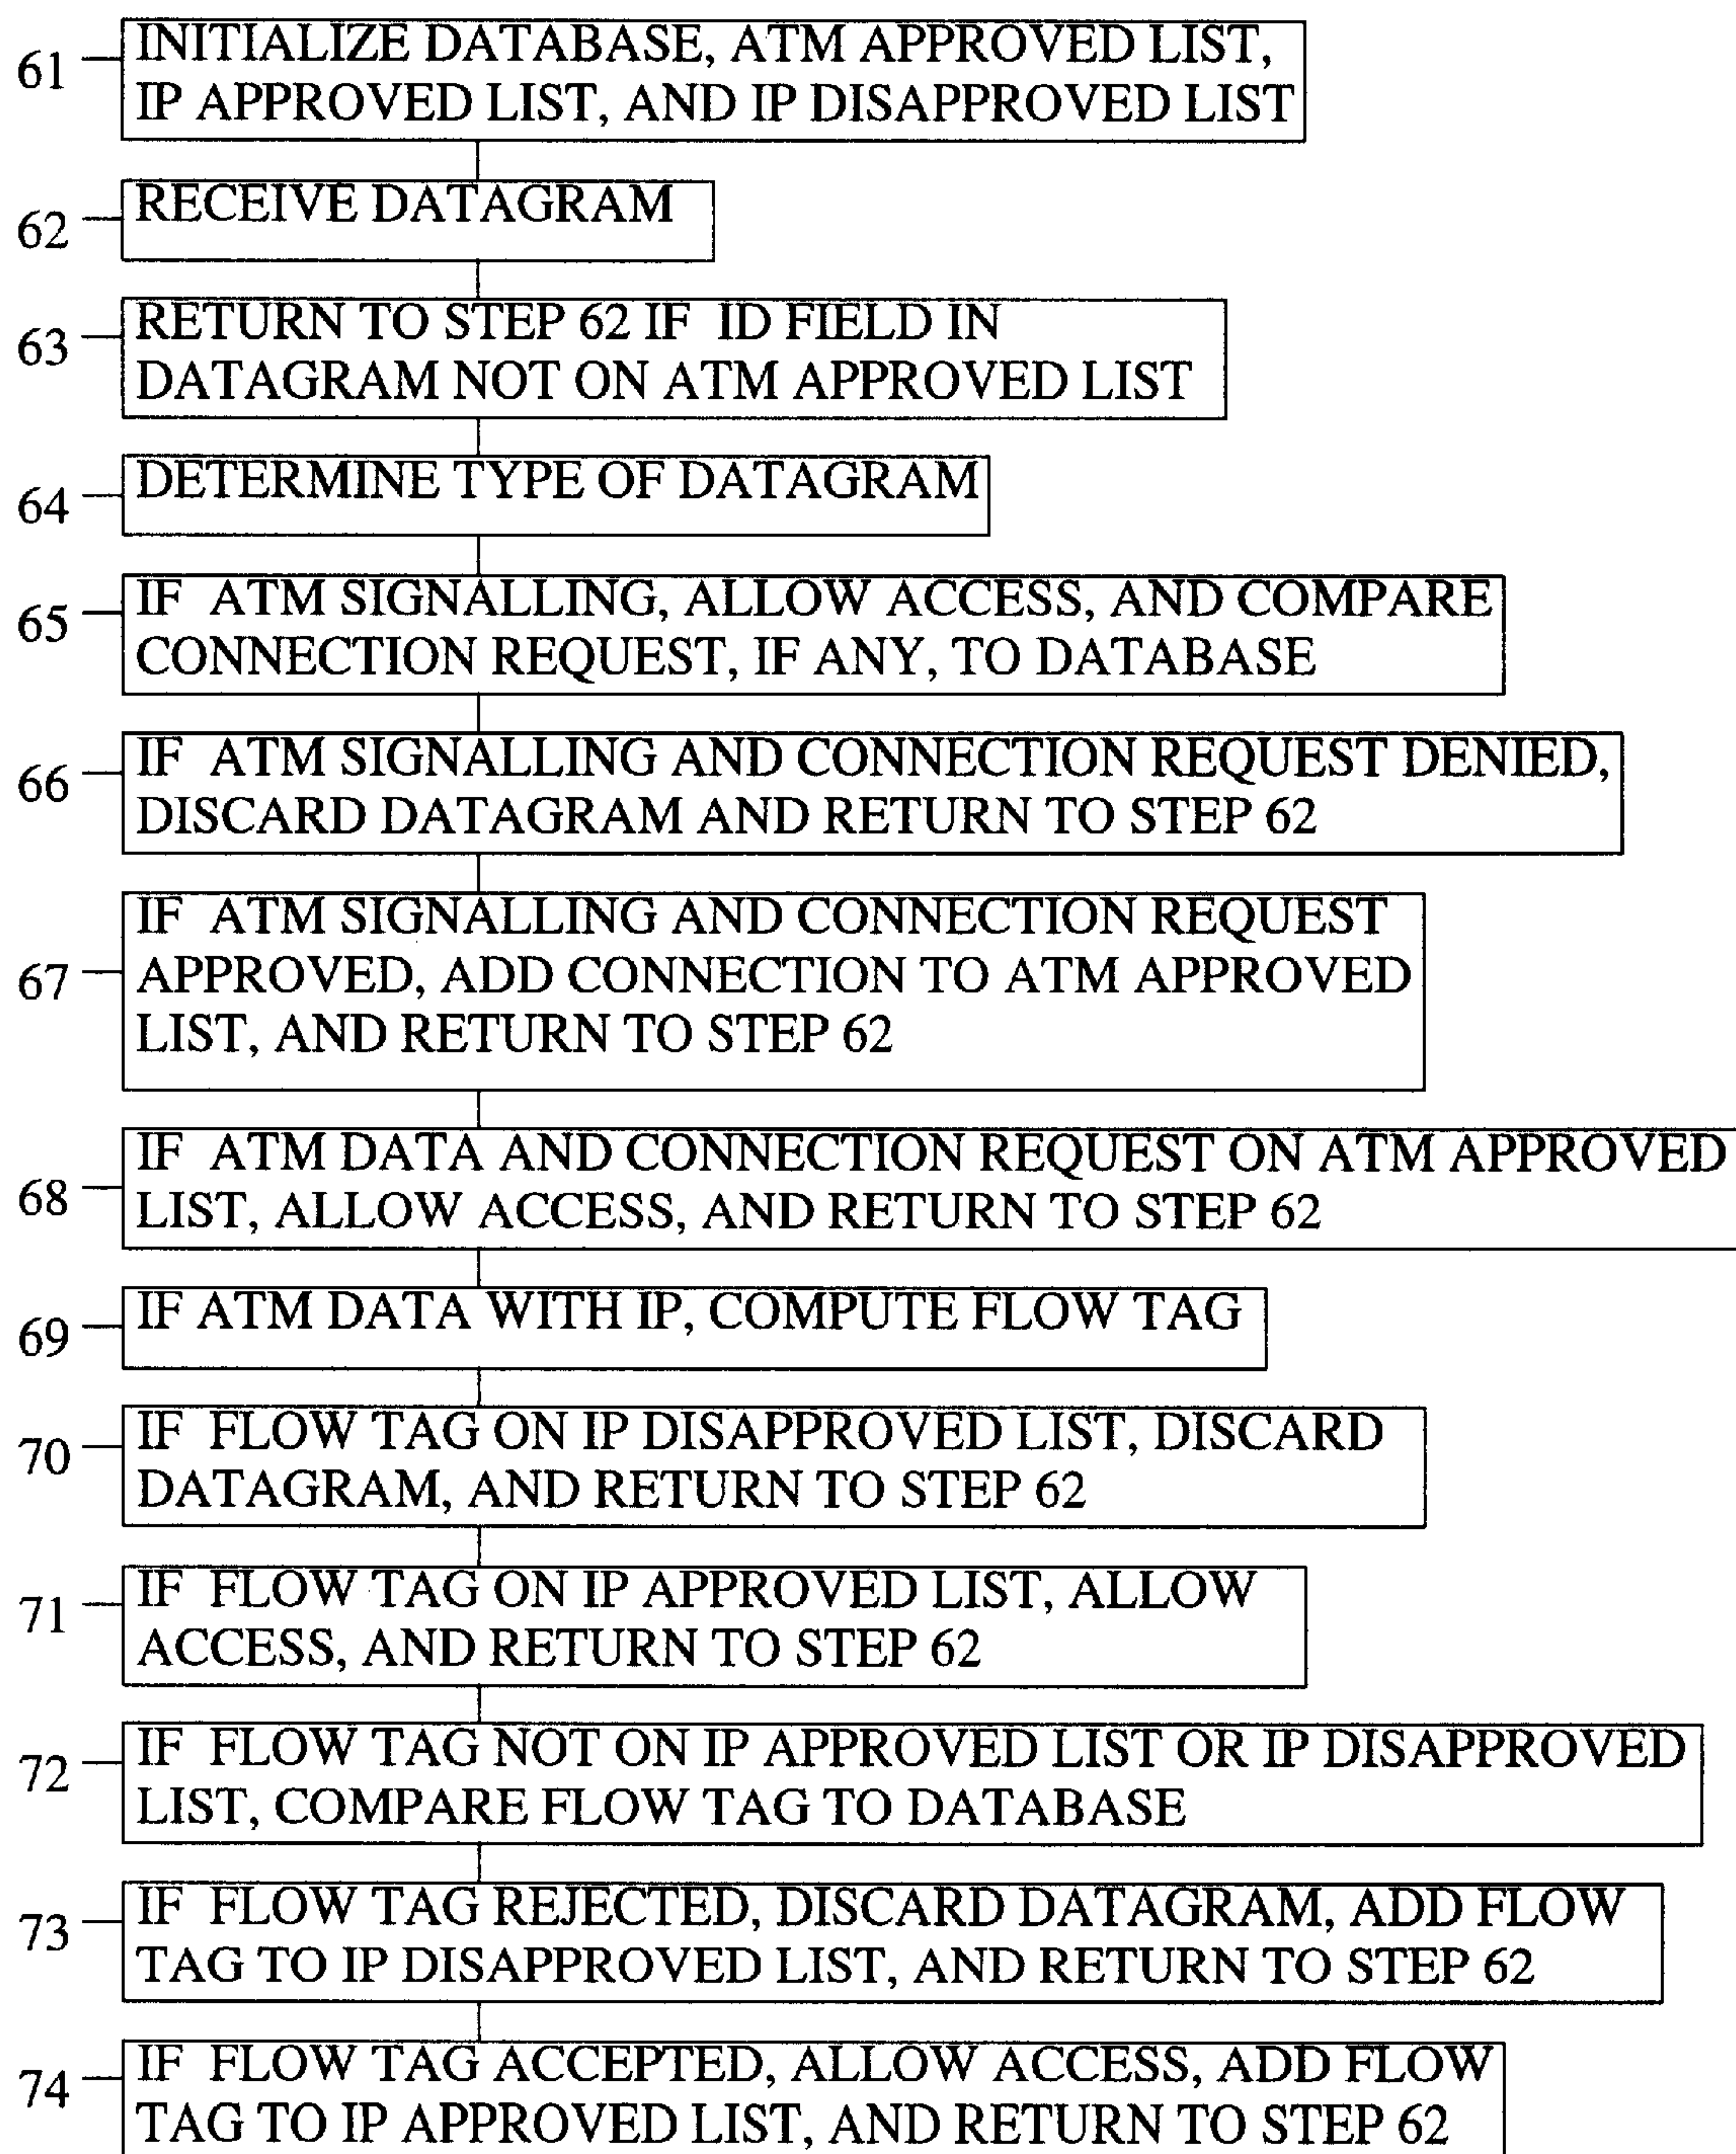 61 INITIALIZE DATABASE, ATM APPROVED LIST,
IP APPROVED LIST, AND IP DISAPPROVED LIST
62 RECEIVE DATAGRAM
63 RETURN TO STEP 62 IF ID FIELD IN
DATAGRAM NOT ON ATM APPROVED LIST
64 DETERMINE TYPE OF DATAGRAM
65 IF ATM SIGNALLING, ALLOW ACCESS, AND COMPARE
CONNECTION REQUEST, IF ANY, TO DATABASE
66 IF ATM SIGNALLING AND CONNECTION REQUEST DENIED,
DISCARD DATAGRAM AND RETURN TO STEP 62
67 IF ATM SIGNALLING AND CONNECTION REQUEST
APPROVED, ADD CONNECTION TO ATM APPROVED
LIST, AND RETURN TO STEP 62
68 IF ATM DATA AND CONNECTION REQUEST ON ATM APPROVED
LIST, ALLOW ACCESS, AND RETURN TO STEP 62
69 IF ATM DATA WITH IP, COMPUTE FLOW TAG
70 IF FLOW TAG ON IP DISAPPROVED LIST, DISCARD
DATAGRAM, AND RETURN TO STEP 62
71 IF FLOW TAG ON IP APPROVED LIST, ALLOW
ACCESS, AND RETURN TO STEP 62
72 IF FLOW TAG NOT ON IP APPROVED LIST OR IP DISAPPROVED
LIST, COMPARE FLOW TAG TO DATABASE
73 IF FLOW TAG REJECTED, DISCARD DATAGRAM, ADD FLOW
TAG TO IP DISAPPROVED LIST, AND RETURN TO STEP 62
74 IF FLOW TAG ACCEPTED, ALLOW ACCESS, ADD FLOW
TAG TO IP APPROVED LIST, AND RETURN TO STEP 62